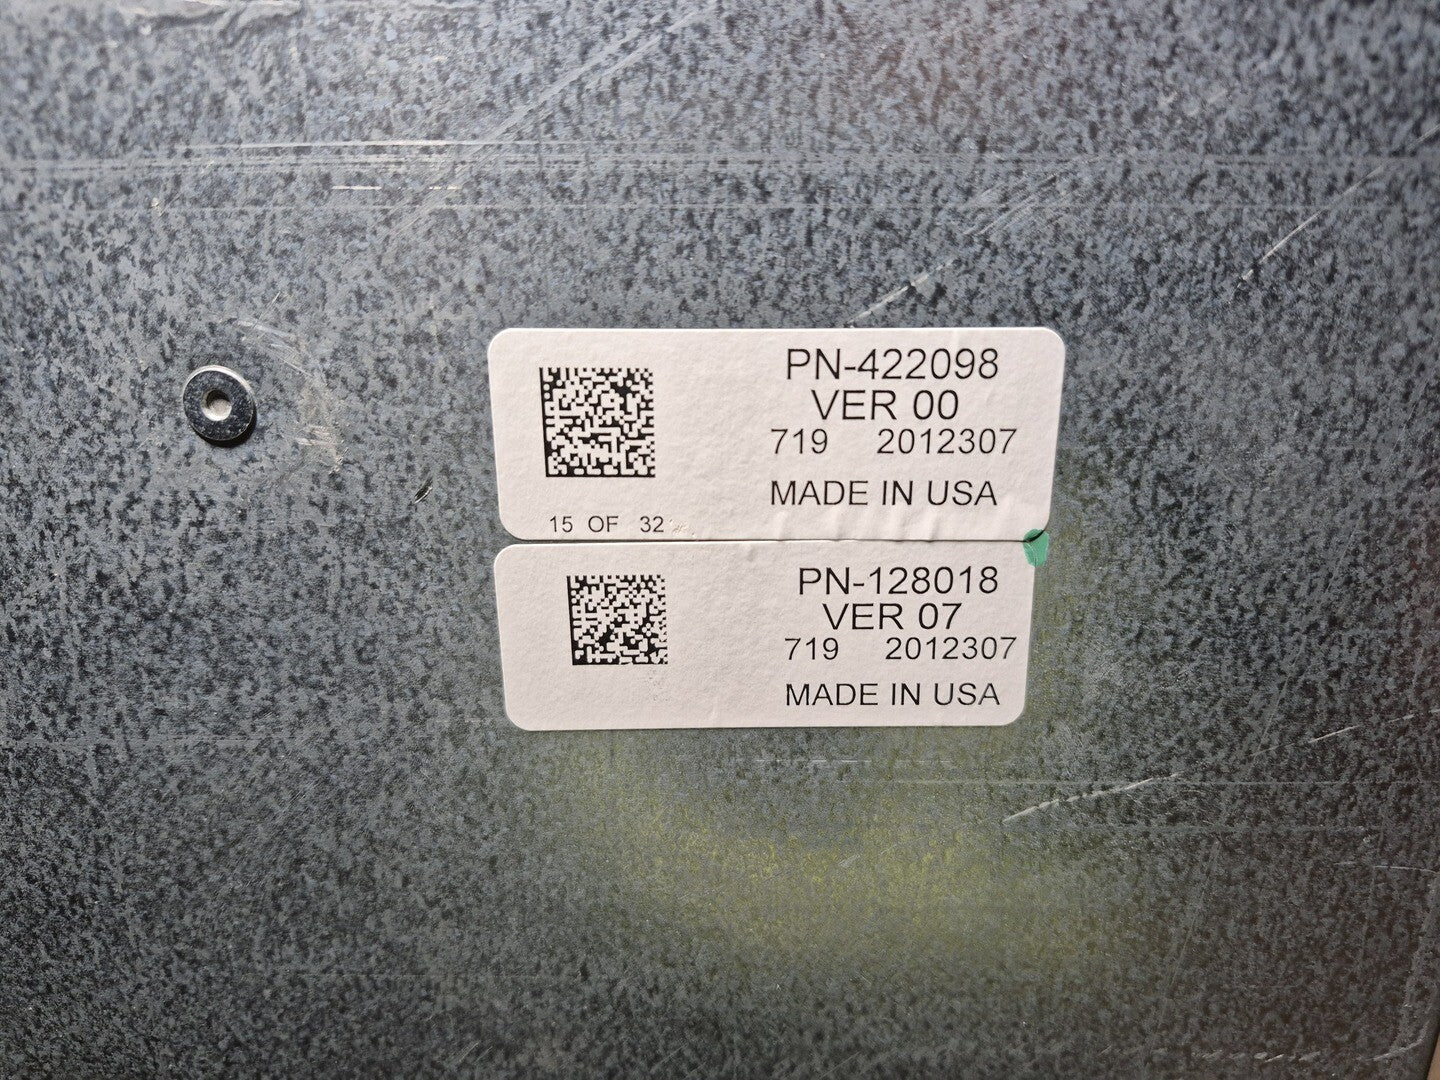 PN-422098
VER 00
719 2012307
MADE IN USA
15 OF 32
PN-128018
VER 07
719 2012307
MADE IN USA